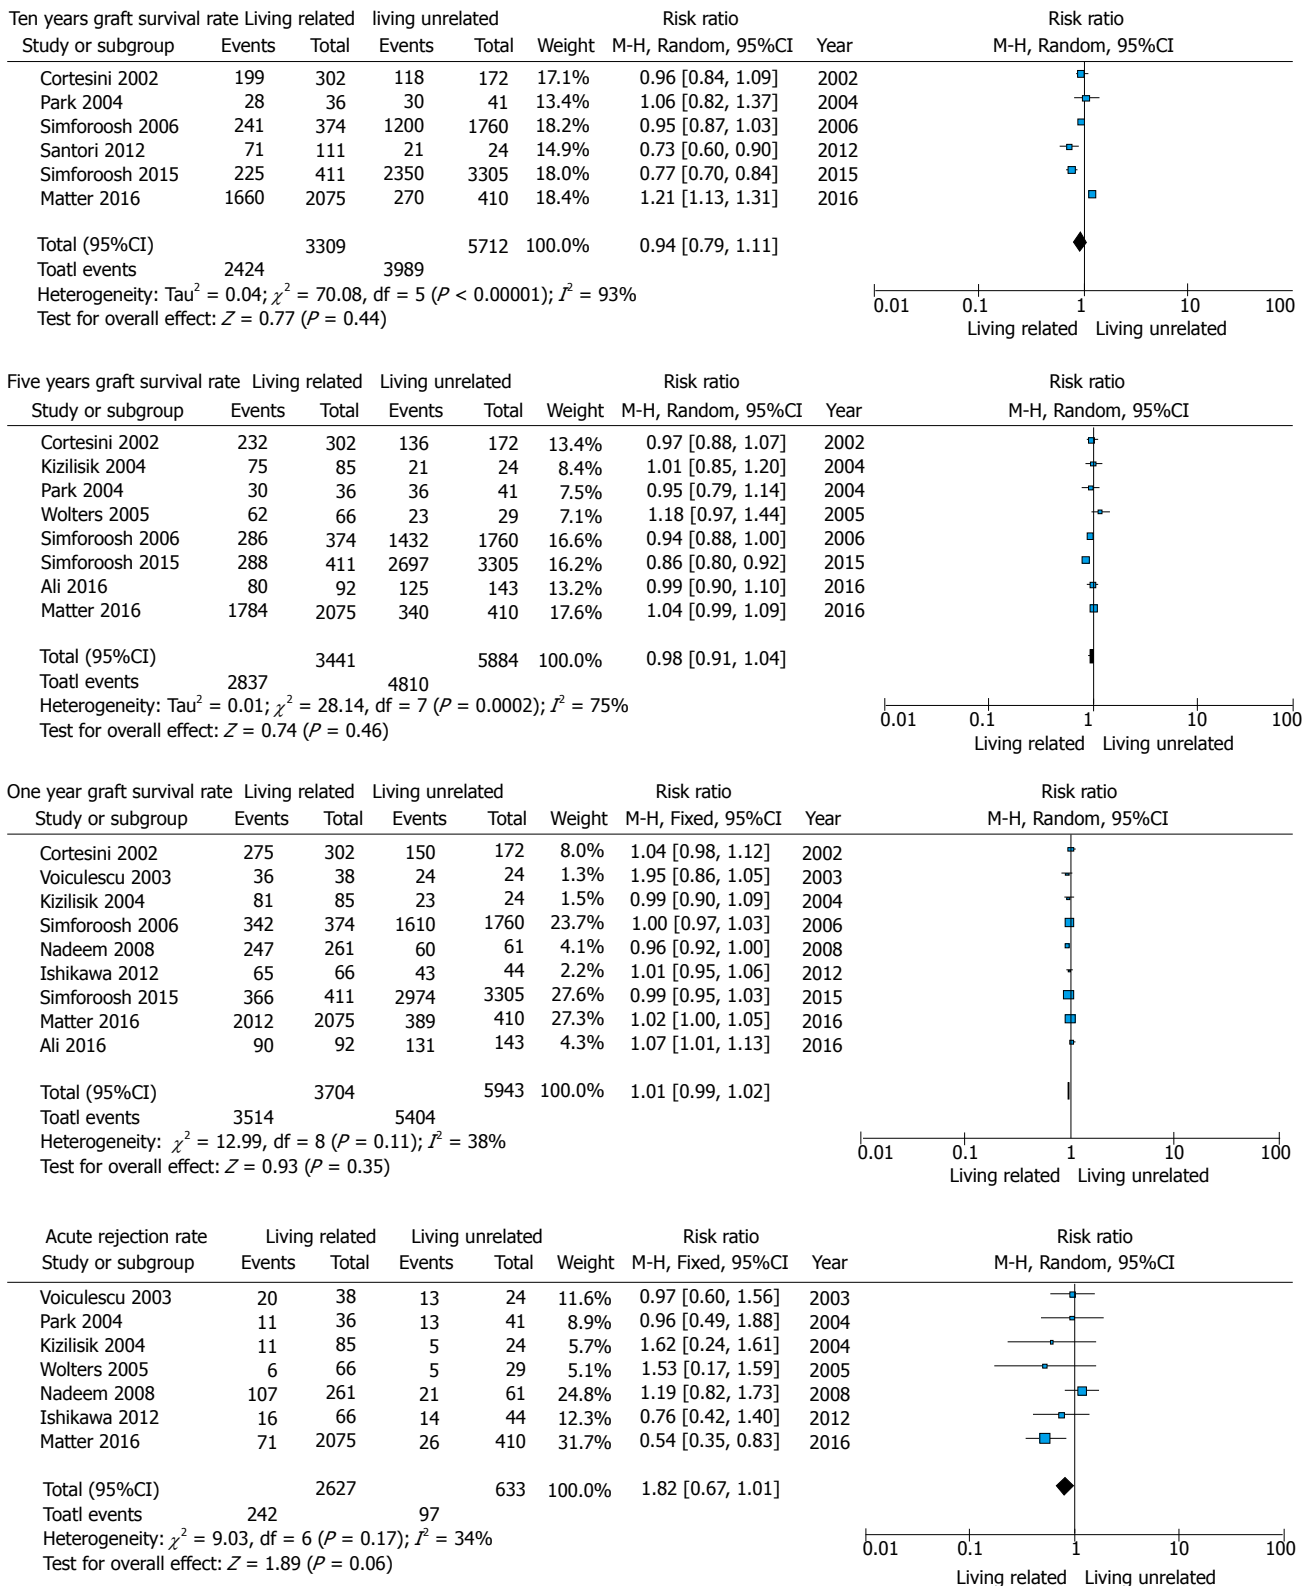 Ten years graft survival rate Living related living unrelated Risk ratio Risk ratio
Study or subgroup Events Total Events Total Weight M-H, Random, 95%CI Year M-H, Random, 95%CI
Cortesini 2002 199 302 118 172 17.1% 0.96 [0.84, 1.09] 2002
Park 2004 28 36 30 41 13.4% 1.06 [0.82, 1.37] 2004
Simforoosh 2006 241 374 1200 1760 18.2% 0.95 [0.87, 1.03] 2006
Santori 2012 71 111 21 24 14.9% 0.73 [0.60, 0.90] 2012
Simforoosh 2015 225 411 2350 3305 18.0% 0.77 [0.70, 0.84] 2015
Matter 2016 1660 2075 270 410 18.4% 1.21 [1.13, 1.31] 2016
Total (95%CI) 3309 5712 100.0% 0.94 [0.79, 1.11]
Toatl events 2424 3989
Heterogeneity: Tau² = 0.04; χ² = 70.08, df = 5 (P < 0.00001); I² = 93%
Test for overall effect: Z = 0.77 (P = 0.44)
0.01 0.1 1 10 100
Living related Living unrelated
Five years graft survival rate Living related Living unrelated Risk ratio Risk ratio
Study or subgroup Events Total Events Total Weight M-H, Random, 95%CI Year M-H, Random, 95%CI
Cortesini 2002 232 302 136 172 13.4% 0.97 [0.88, 1.07] 2002
Kizilisik 2004 75 85 21 24 8.4% 1.01 [0.85, 1.20] 2004
Park 2004 30 36 36 41 7.5% 0.95 [0.79, 1.14] 2004
Wolters 2005 62 66 23 29 7.1% 1.18 [0.97, 1.44] 2005
Simforoosh 2006 286 374 1432 1760 16.6% 0.94 [0.88, 1.00] 2006
Simforoosh 2015 288 411 2697 3305 16.2% 0.86 [0.80, 0.92] 2015
Ali 2016 80 92 125 143 13.2% 0.99 [0.90, 1.10] 2016
Matter 2016 1784 2075 340 410 17.6% 1.04 [0.99, 1.09] 2016
Total (95%CI) 3441 5884 100.0% 0.98 [0.91, 1.04]
Toatl events 2837 4810
Heterogeneity: Tau² = 0.01; χ² = 28.14, df = 7 (P = 0.0002); I² = 75%
Test for overall effect: Z = 0.74 (P = 0.46)
0.01 0.1 1 10 100
Living related Living unrelated
One year graft survival rate Living related Living unrelated Risk ratio Risk ratio
Study or subgroup Events Total Events Total Weight M-H, Fixed, 95%CI Year M-H, Random, 95%CI
Cortesini 2002 275 302 150 172 8.0% 1.04 [0.98, 1.12] 2002
Voiculescu 2003 36 38 24 24 1.3% 1.95 [0.86, 1.05] 2003
Kizilisik 2004 81 85 23 24 1.5% 0.99 [0.90, 1.09] 2004
Simforoosh 2006 342 374 1610 1760 23.7% 1.00 [0.97, 1.03] 2006
Nadeem 2008 247 261 60 61 4.1% 0.96 [0.92, 1.00] 2008
Ishikawa 2012 65 66 43 44 2.2% 1.01 [0.95, 1.06] 2012
Simforoosh 2015 366 411 2974 3305 27.6% 0.99 [0.95, 1.03] 2015
Matter 2016 2012 2075 389 410 27.3% 1.02 [1.00, 1.05] 2016
Ali 2016 90 92 131 143 4.3% 1.07 [1.01, 1.13] 2016
Total (95%CI) 3704 5943 100.0% 1.01 [0.99, 1.02]
Toatl events 3514 5404
Heterogeneity: χ² = 12.99, df = 8 (P = 0.11); I² = 38%
Test for overall effect: Z = 0.93 (P = 0.35)
0.01 0.1 1 10 100
Living related Living unrelated
Acute rejection rate Living related Living unrelated Risk ratio Risk ratio
Study or subgroup Events Total Events Total Weight M-H, Fixed, 95%CI Year M-H, Random, 95%CI
Voiculescu 2003 20 38 13 24 11.6% 0.97 [0.60, 1.56] 2003
Park 2004 11 36 13 41 8.9% 0.96 [0.49, 1.88] 2004
Kizilisik 2004 11 85 5 24 5.7% 1.62 [0.24, 1.61] 2004
Wolters 2005 6 66 5 29 5.1% 1.53 [0.17, 1.59] 2005
Nadeem 2008 107 261 21 61 24.8% 1.19 [0.82, 1.73] 2008
Ishikawa 2012 16 66 14 44 12.3% 0.76 [0.42, 1.40] 2012
Matter 2016 71 2075 26 410 31.7% 0.54 [0.35, 0.83] 2016
Total (95%CI) 2627 633 100.0% 1.82 [0.67, 1.01]
Toatl events 242 97
Heterogeneity: χ² = 9.03, df = 6 (P = 0.17); I² = 34%
Test for overall effect: Z = 1.89 (P = 0.06)
0.01 0.1 1 10 100
Living related Living unrelated